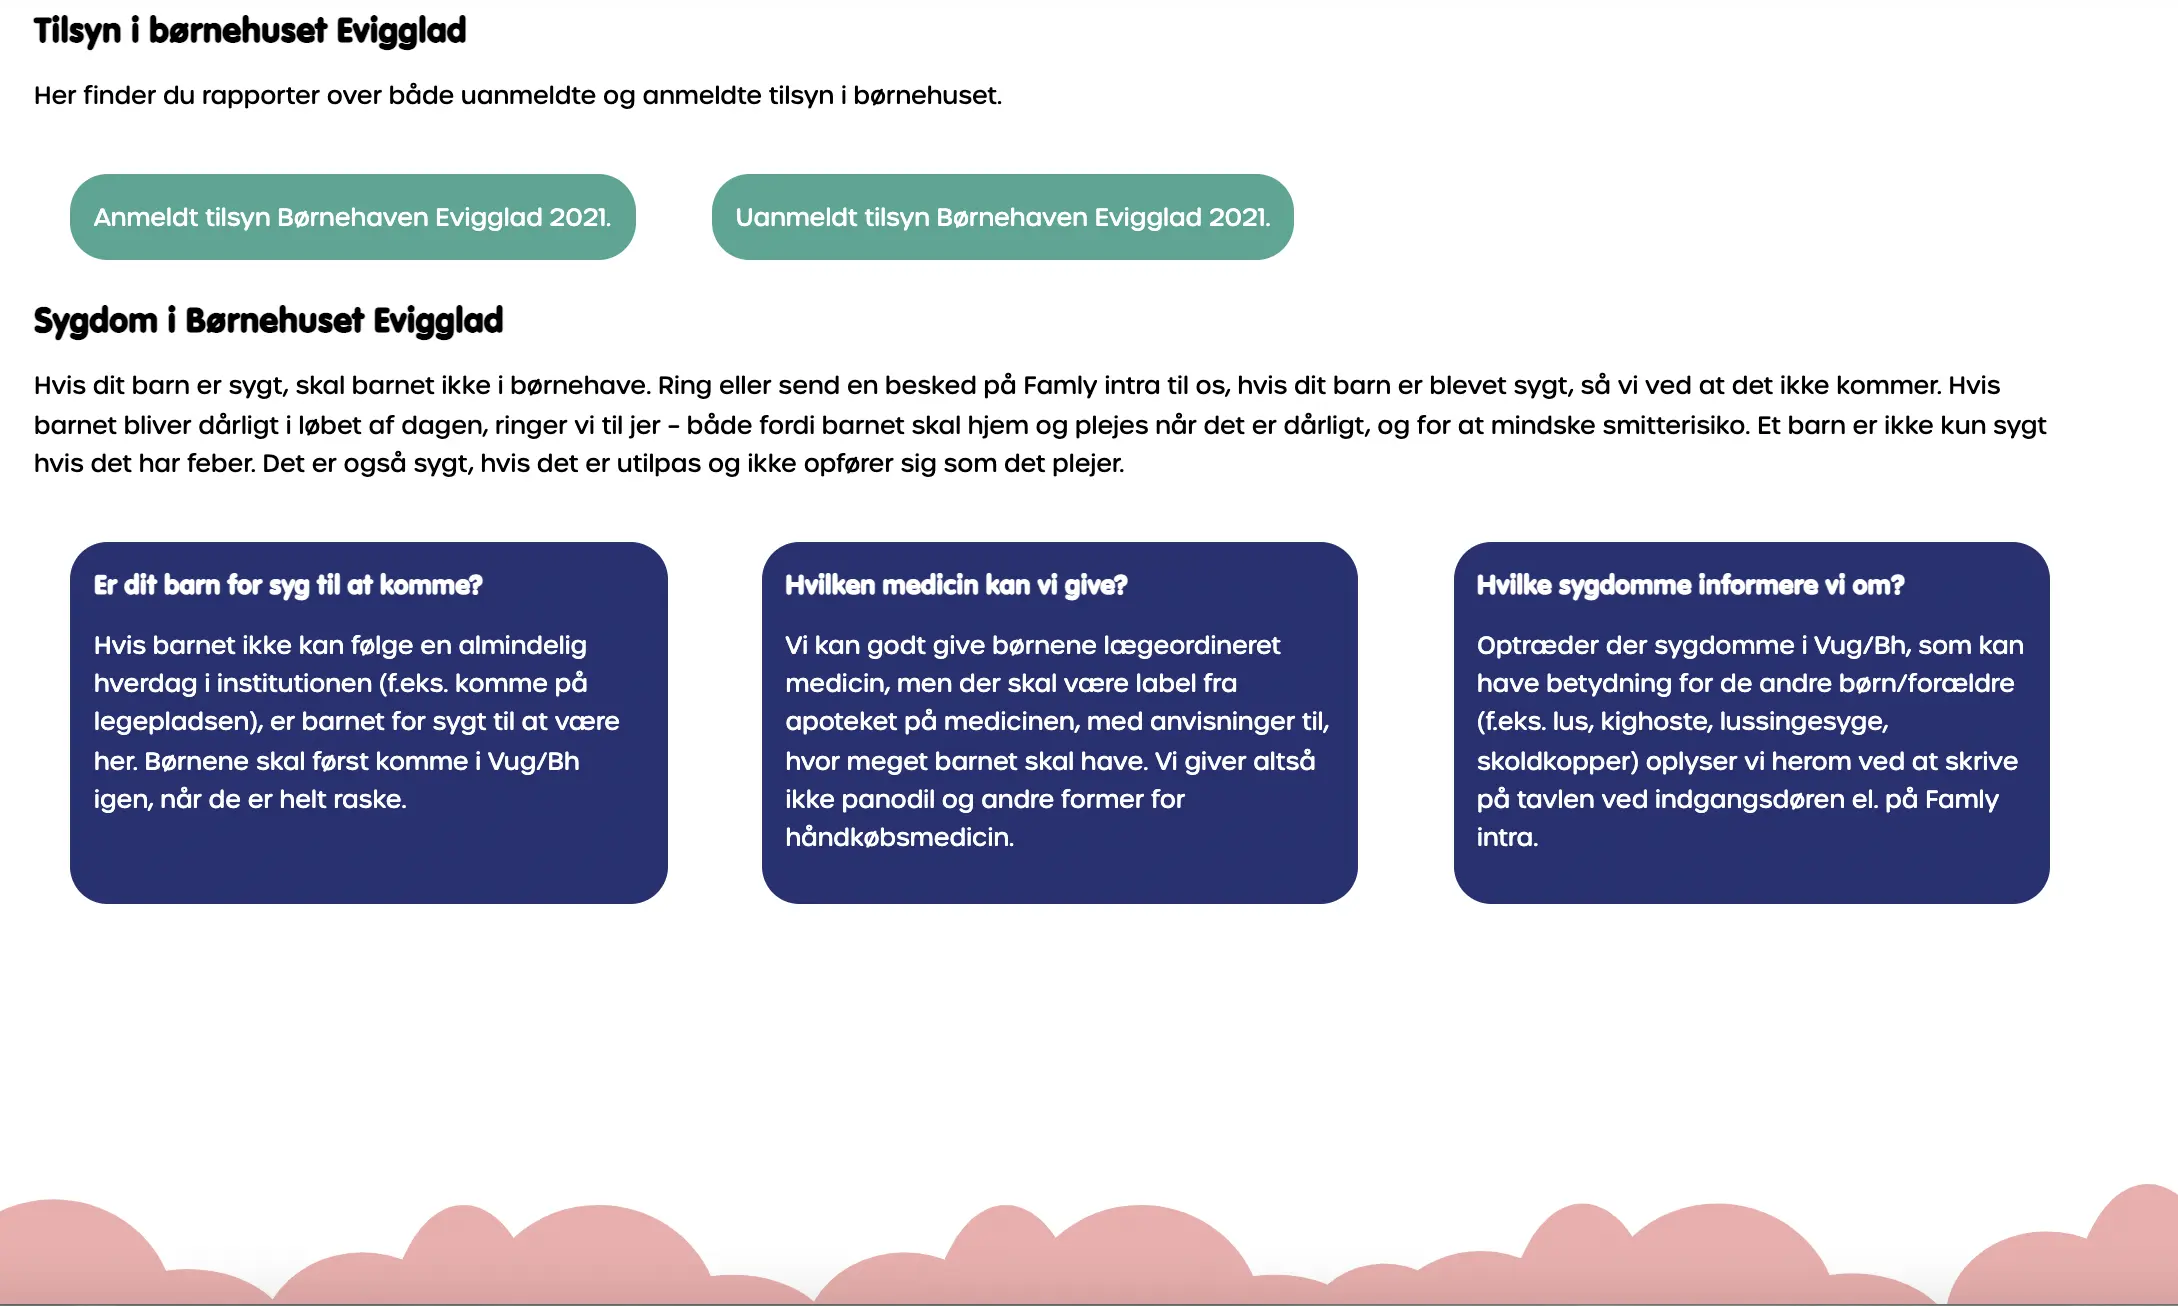 Tilsyn i børnehuset Evigglad
Her finder du rapporter over både uanmeldte og anmeldte tilsyn i børnehuset.
Anmeldt tilsyn Børnehaven Evigglad 2021.
Uanmeldt tilsyn Børnehaven Evigglad 2021.
Sygdom i Børnehuset Evigglad
Hvis dit barn er sygt, skal barnet ikke i børnehave. Ring eller send en besked på Famly intra til os, hvis dit barn er blevet sygt, så vi ved at det ikke kommer. Hvis
barnet bliver dårligt i løbet af dagen, ringer vi til jer – både fordi barnet skal hjem og plejes når det er dårligt, og for at mindske smitterisiko. Et barn er ikke kun sygt
hvis det har feber. Det er også sygt, hvis det er utilpas og ikke opfører sig som det plejer.
Er dit barn for syg til at komme?
Hvis barnet ikke kan følge en almindelig
hverdag i institutionen (f.eks. komme på
legepladsen), er barnet for sygt til at være
her. Børnene skal først komme i Vug/Bh
igen, når de er helt raske.
Hvilken medicin kan vi give?
Vi kan godt give børnene lægeordineret
medicin, men der skal være label fra
apoteket på medicinen, med anvisninger til,
hvor meget barnet skal have. Vi giver altså
ikke panodil og andre former for
håndkøbsmedicin.
Hvilke sygdomme informere vi om?
Optræder der sygdomme i Vug/Bh, som kan
have betydning for de andre børn/forældre
(f.eks. lus, kighoste, lussingesyge,
skoldkopper) oplyser vi herom ved at skrive
på tavlen ved indgangsdøren el. på Famly
intra.